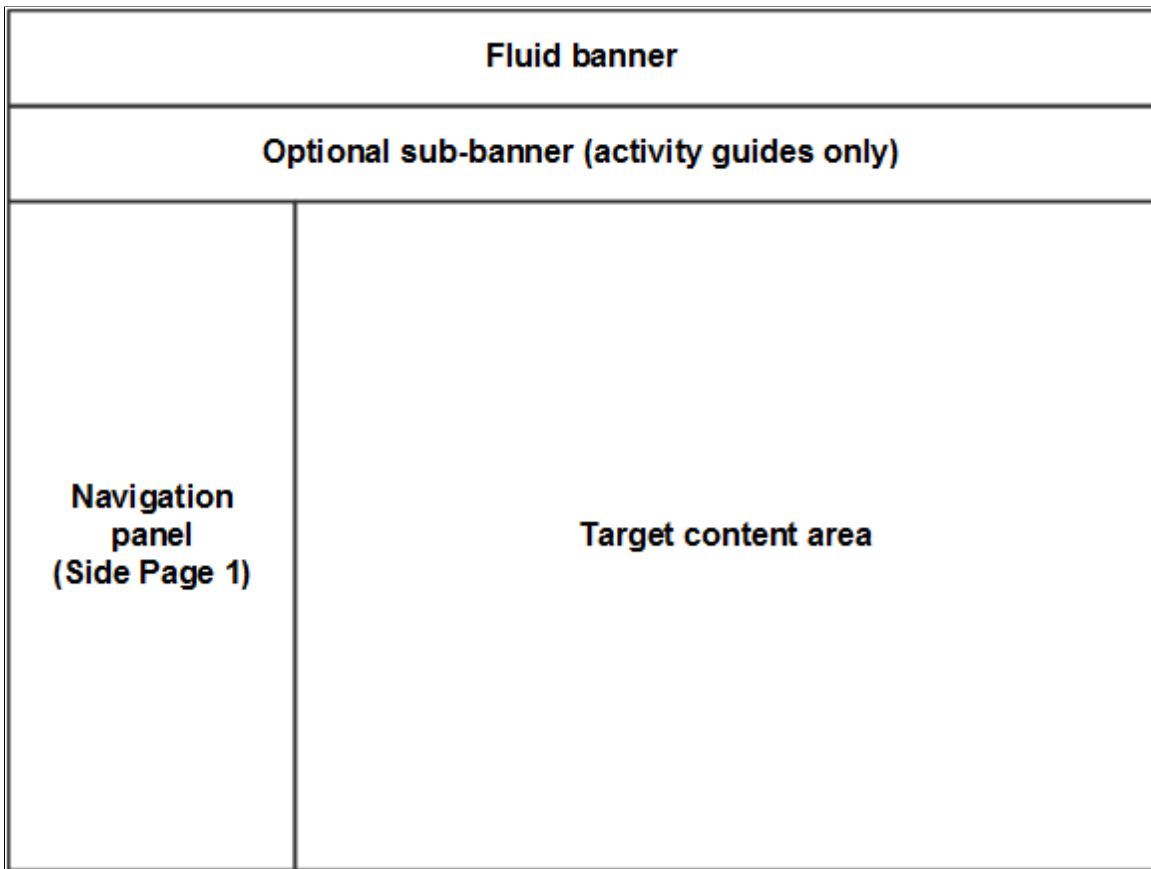 Fluid banner
Optional sub-banner (activity guides only)
Navigation
panel
(Side Page 1)
Target content area